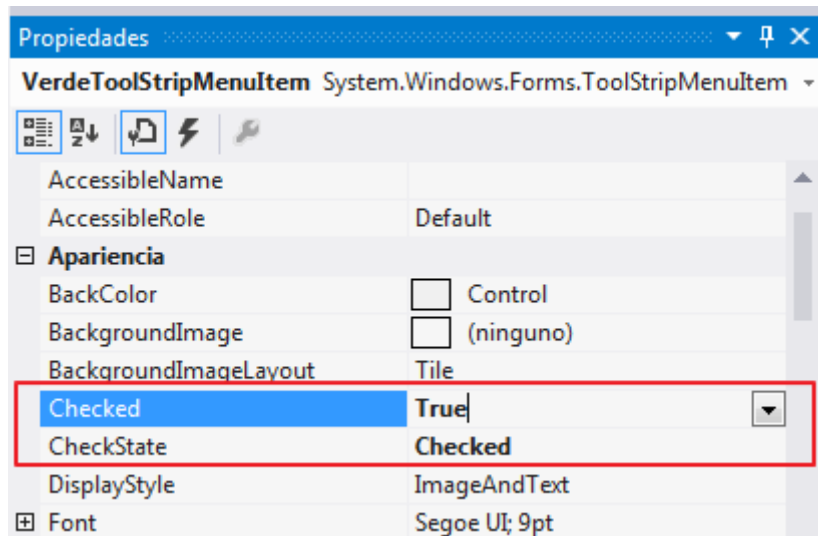 Propiedades
VerdeToolStripMenuItem System.Windows.Forms.ToolStripMenuItem
AccessibleName
AccessibleRole Default
Apariencia
BackColor Control
BackgroundImage (ninguno)
BackgroundImageLayout Tile
Checked True
CheckState Checked
DisplayStyle ImageAndText
Font Segoe UI; 9pt